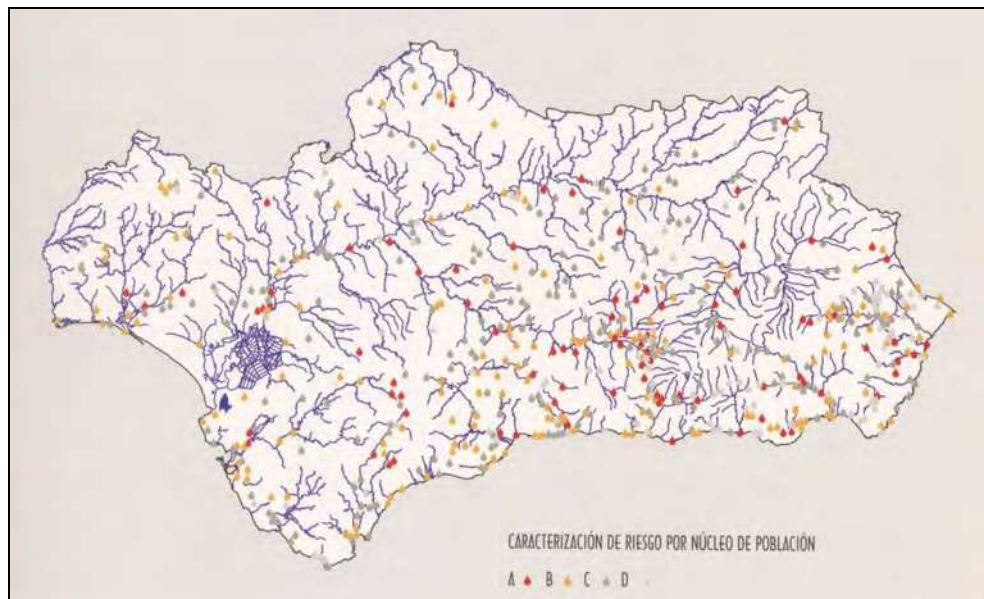 CARACTERIZACIÓN DE RIESGO POR NÚCLEO DE POBLACIÓN
A B C D